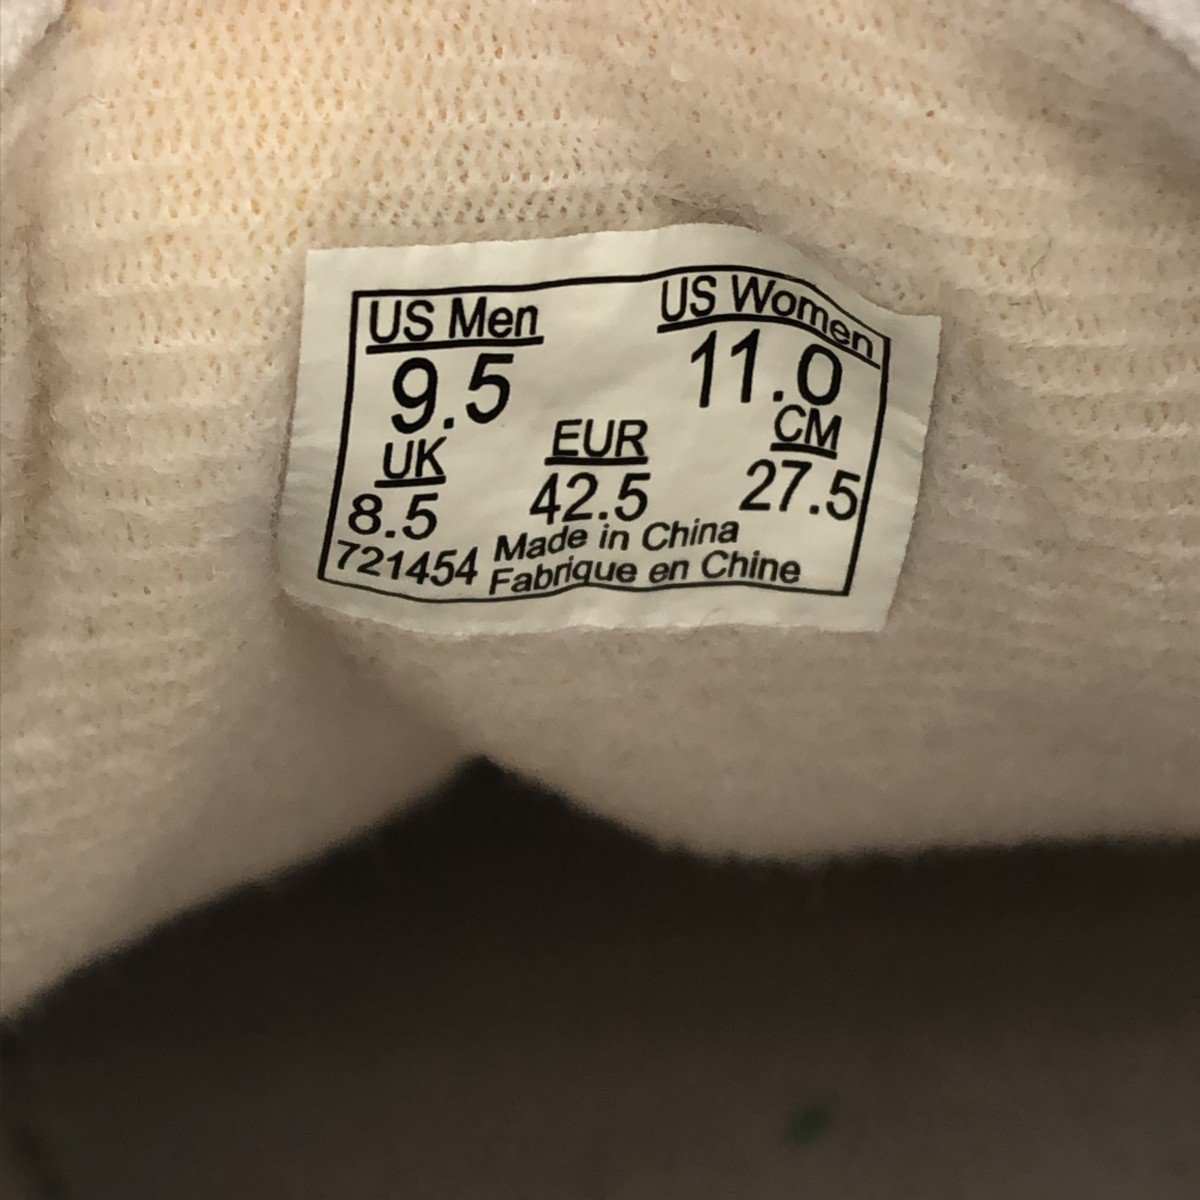 US Men US Women
9.5 11.0
UK EUR CM
8.5 42.5 27.5
721454 Made in China
Fabrique en Chine